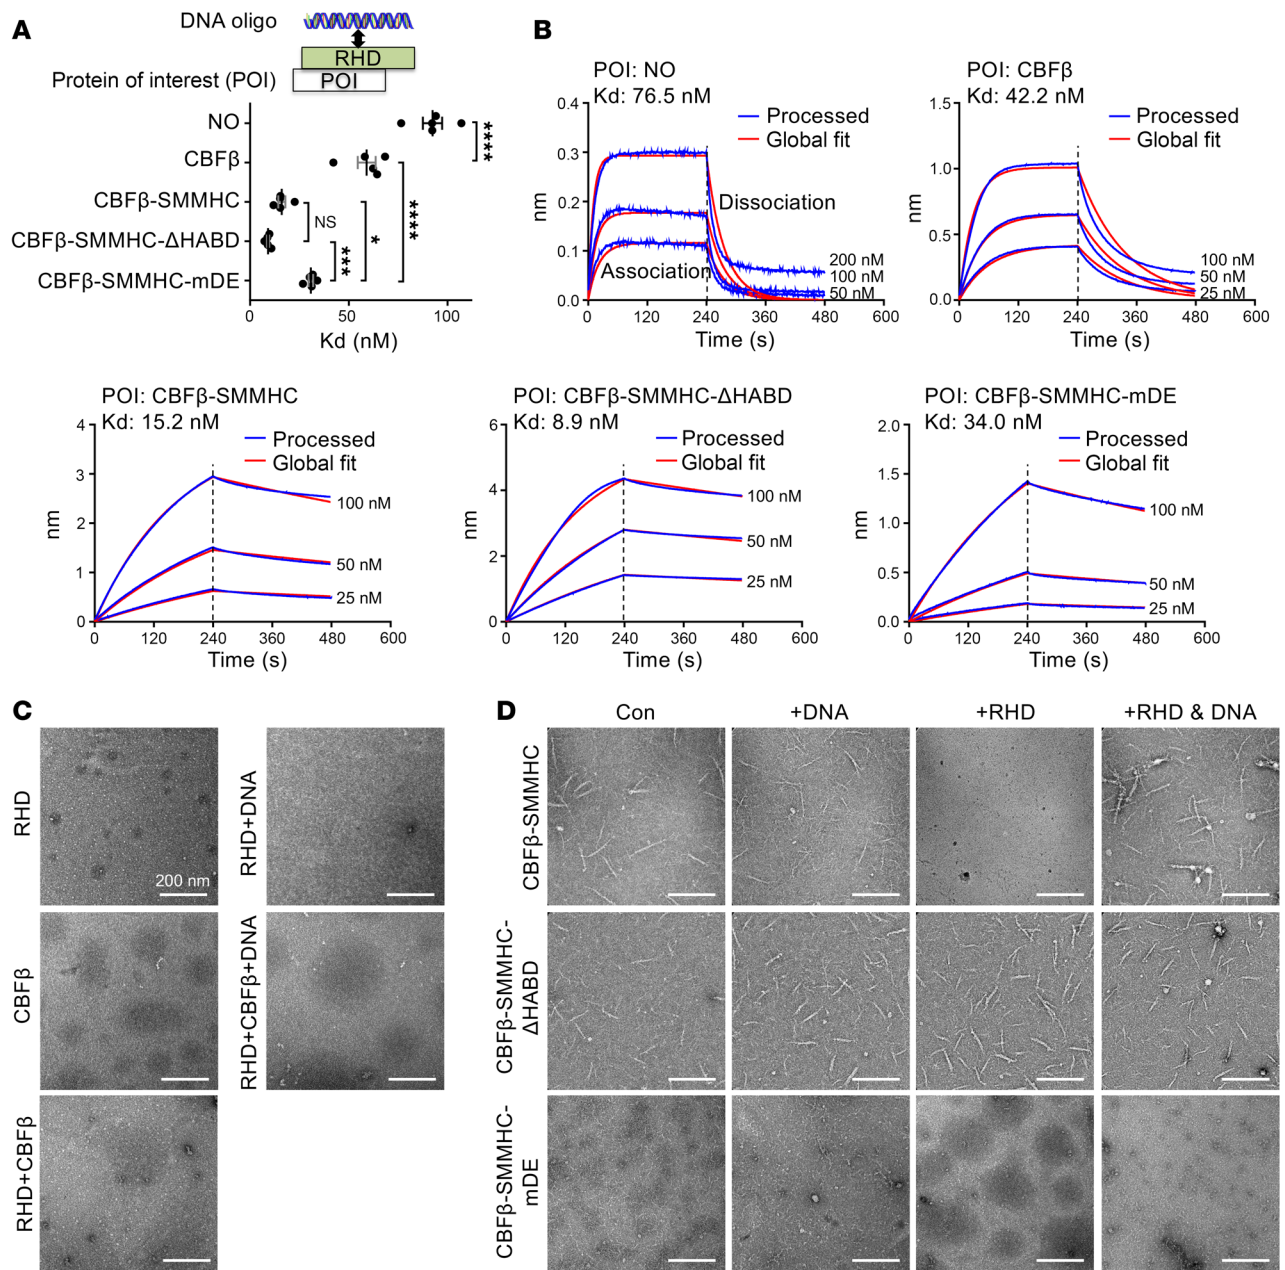 A
DNA oligo
RHD
Protein of interest (POI)
POI
NO
CBFβ
CBFβ-SMMHC
CBFβ-SMMHC-ΔHABD
CBFβ-SMMHC-mDE
****
NS
***
*
****
0
50
100
Kd (nM)
B
POI: NO
Kd: 76.5 nM
Processed
Global fit
nm
0.4
0.3
0.2
0.1
0.0
Dissociation
Association
200 nM
100 nM
50 nM
0 120 240 360 480 600
Time (s)
POI: CBFβ
Kd: 42.2 nM
Processed
Global fit
nm
1.5
1.0
0.5
0.0
100 nM
50 nM
25 nM
0 120 240 360 480 600
Time (s)
POI: CBFβ-SMMHC
Kd: 15.2 nM
Processed
Global fit
nm
4
3
2
1
0
100 nM
50 nM
25 nM
0 120 240 360 480 600
Time (s)
POI: CBFβ-SMMHC-ΔHABD
Kd: 8.9 nM
Processed
Global fit
nm
6
4
2
0
100 nM
50 nM
25 nM
0 120 240 360 480 600
Time (s)
POI: CBFβ-SMMHC-mDE
Kd: 34.0 nM
Processed
Global fit
nm
2.0
1.5
1.0
0.5
0.0
100 nM
50 nM
25 nM
0 120 240 360 480 600
Time (s)
C
RHD
200 nm
RHD+DNA
CBFβ
RHD+CBFβ+DNA
RHD+CBFβ
D
Con
+DNA
+RHD
+RHD & DNA
CBFβ-SMMHC
CBFβ-SMMHC-
ΔHABD
CBFβ-SMMHC-
mDE